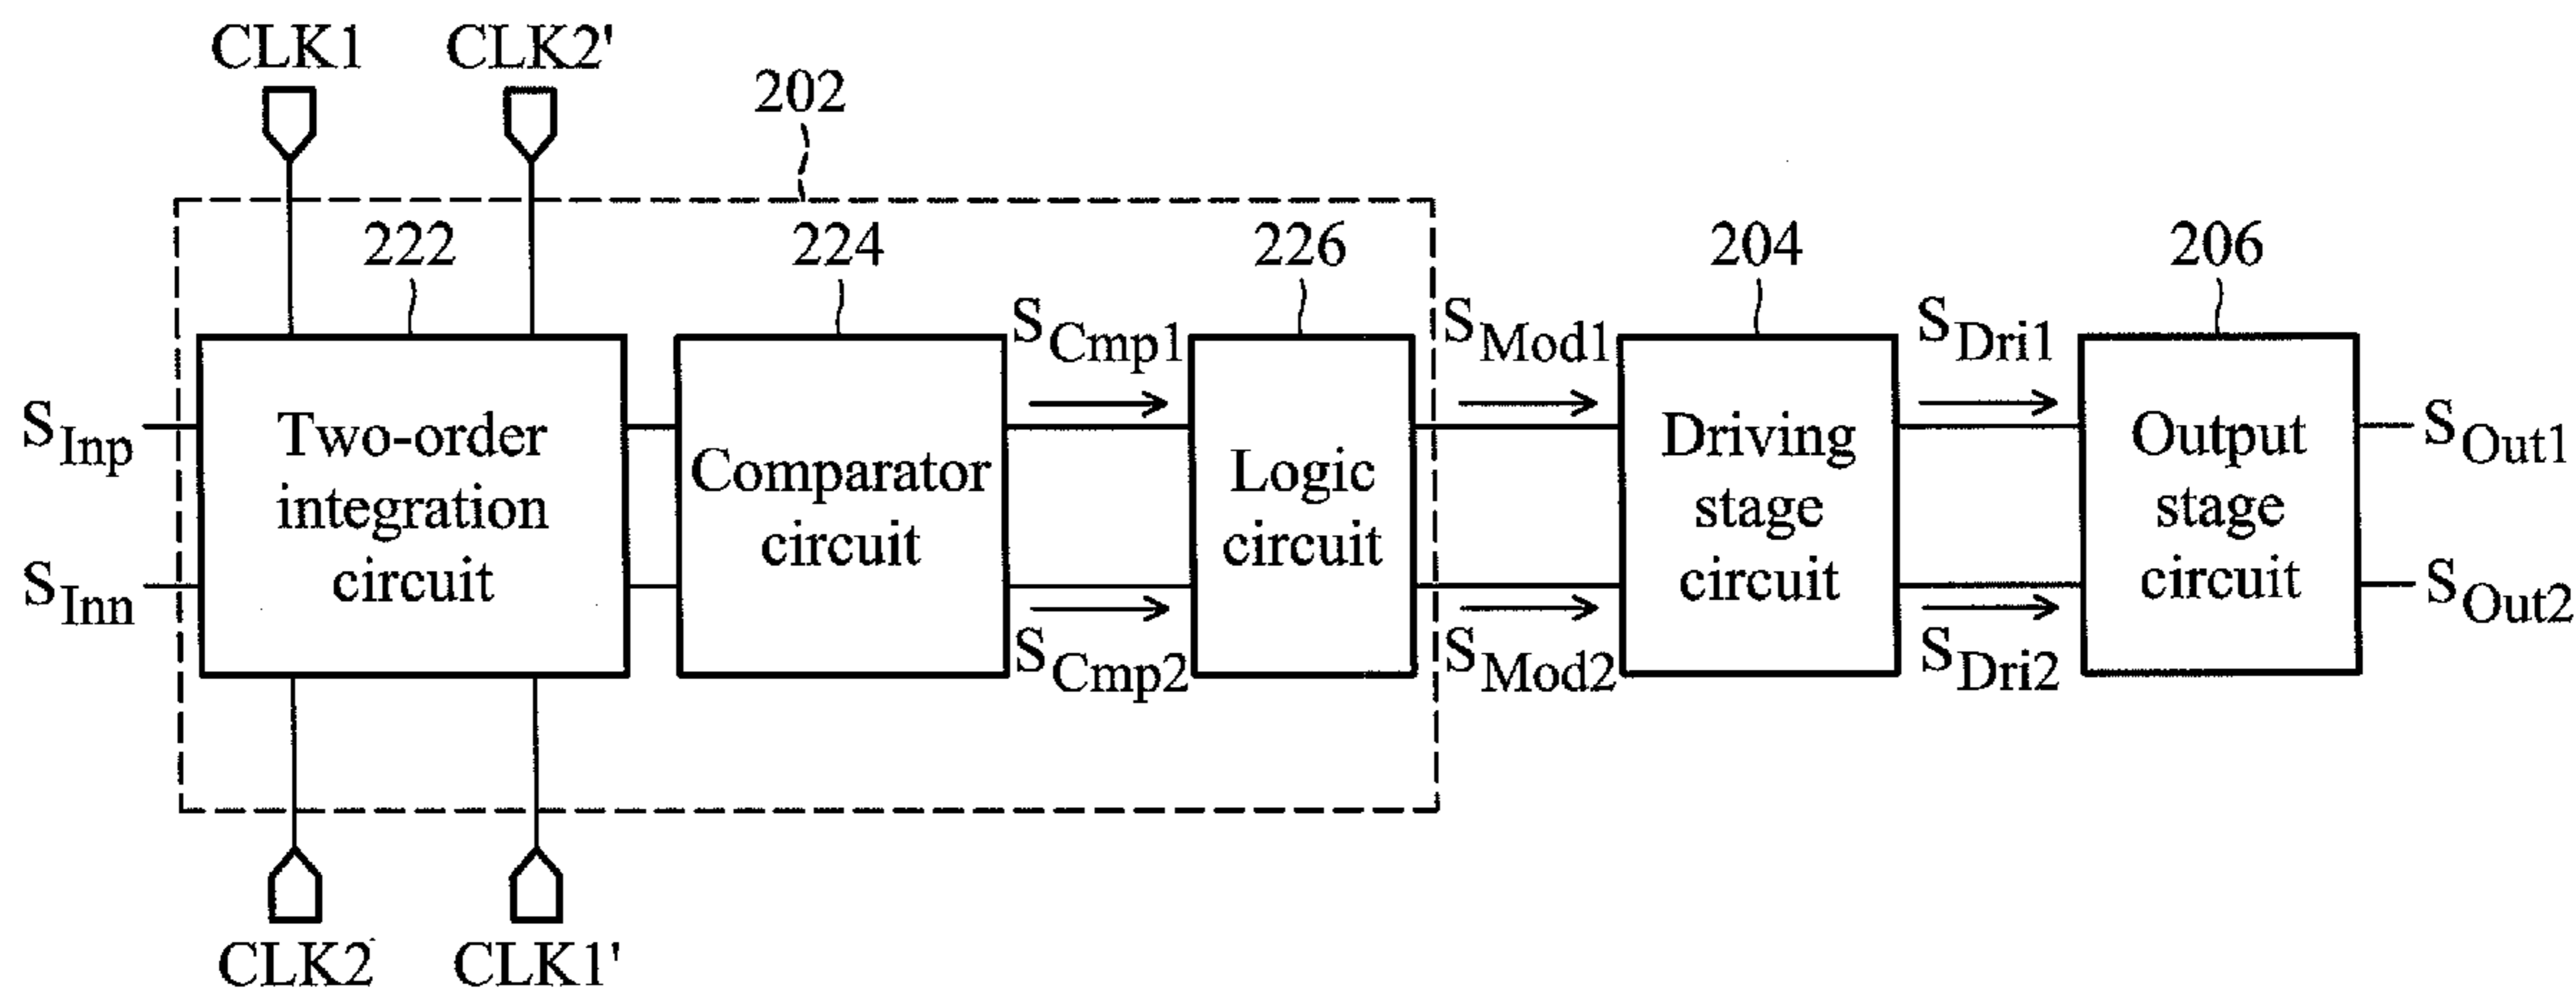 CLK1 CLK2'
202
222 224 226 204 206
S_Cmp1 S_Mod1 S_Dri1
S_Inp S_Out1
Two-order
integration
circuit
Comparator
circuit
Logic
circuit
Driving
stage
circuit
Output
stage
circuit
S_Inn S_Out2
S_Cmp2 S_Mod2 S_Dri2
CLK2 CLK1'